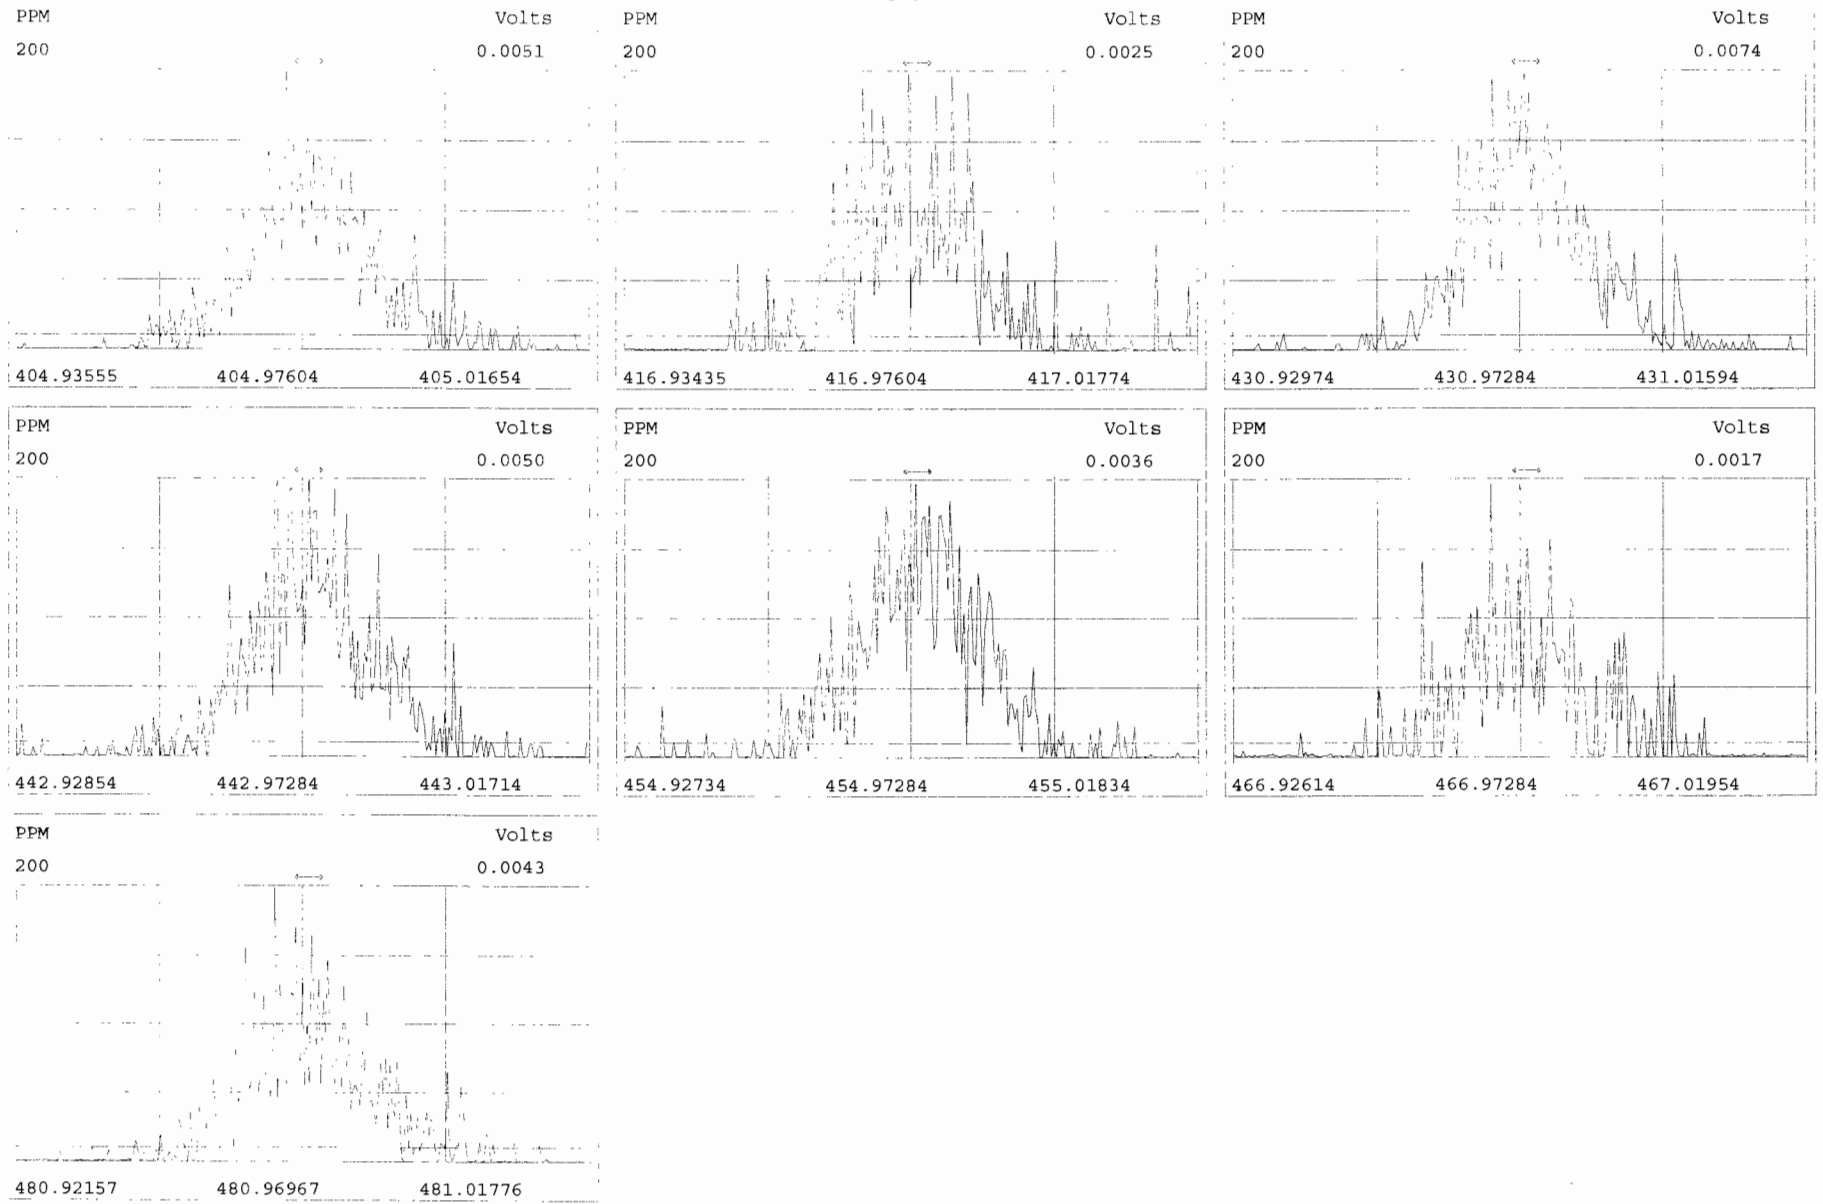 PPM Volts
200 0.0051
404.93555 404.97604 405.01654
PPM Volts
200 0.0025
416.93435 416.97604 417.01774
PPM Volts
200 0.0074
430.92974 430.97284 431.01594
PPM Volts
200 0.0050
442.92854 442.97284 443.01714
PPM Volts
200 0.0036
454.92734 454.97284 455.01834
PPM Volts
200 0.0017
466.92614 466.97284 467.01954
PPM Volts
200 0.0043
480.92157 480.96967 481.01776